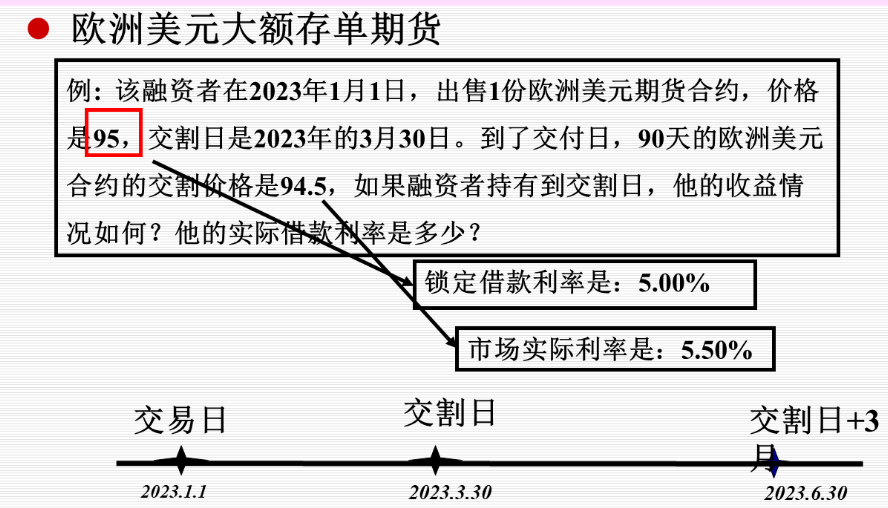 欧洲美元大额存单期货
例：该融资者在2023年1月1日，出售1份欧洲美元期货合约，价格
是95，交割日是2023年的3月30日。到了交付日，90天的欧洲美元
合约的交割价格是94.5，如果融资者持有到交割日，他的收益情
况如何？他的实际借款利率是多少？
锁定借款利率是：5.00%
市场实际利率是：5.50%
交易日
交割日
交割日+3
月
2023.1.1
2023.3.30
2023.6.30